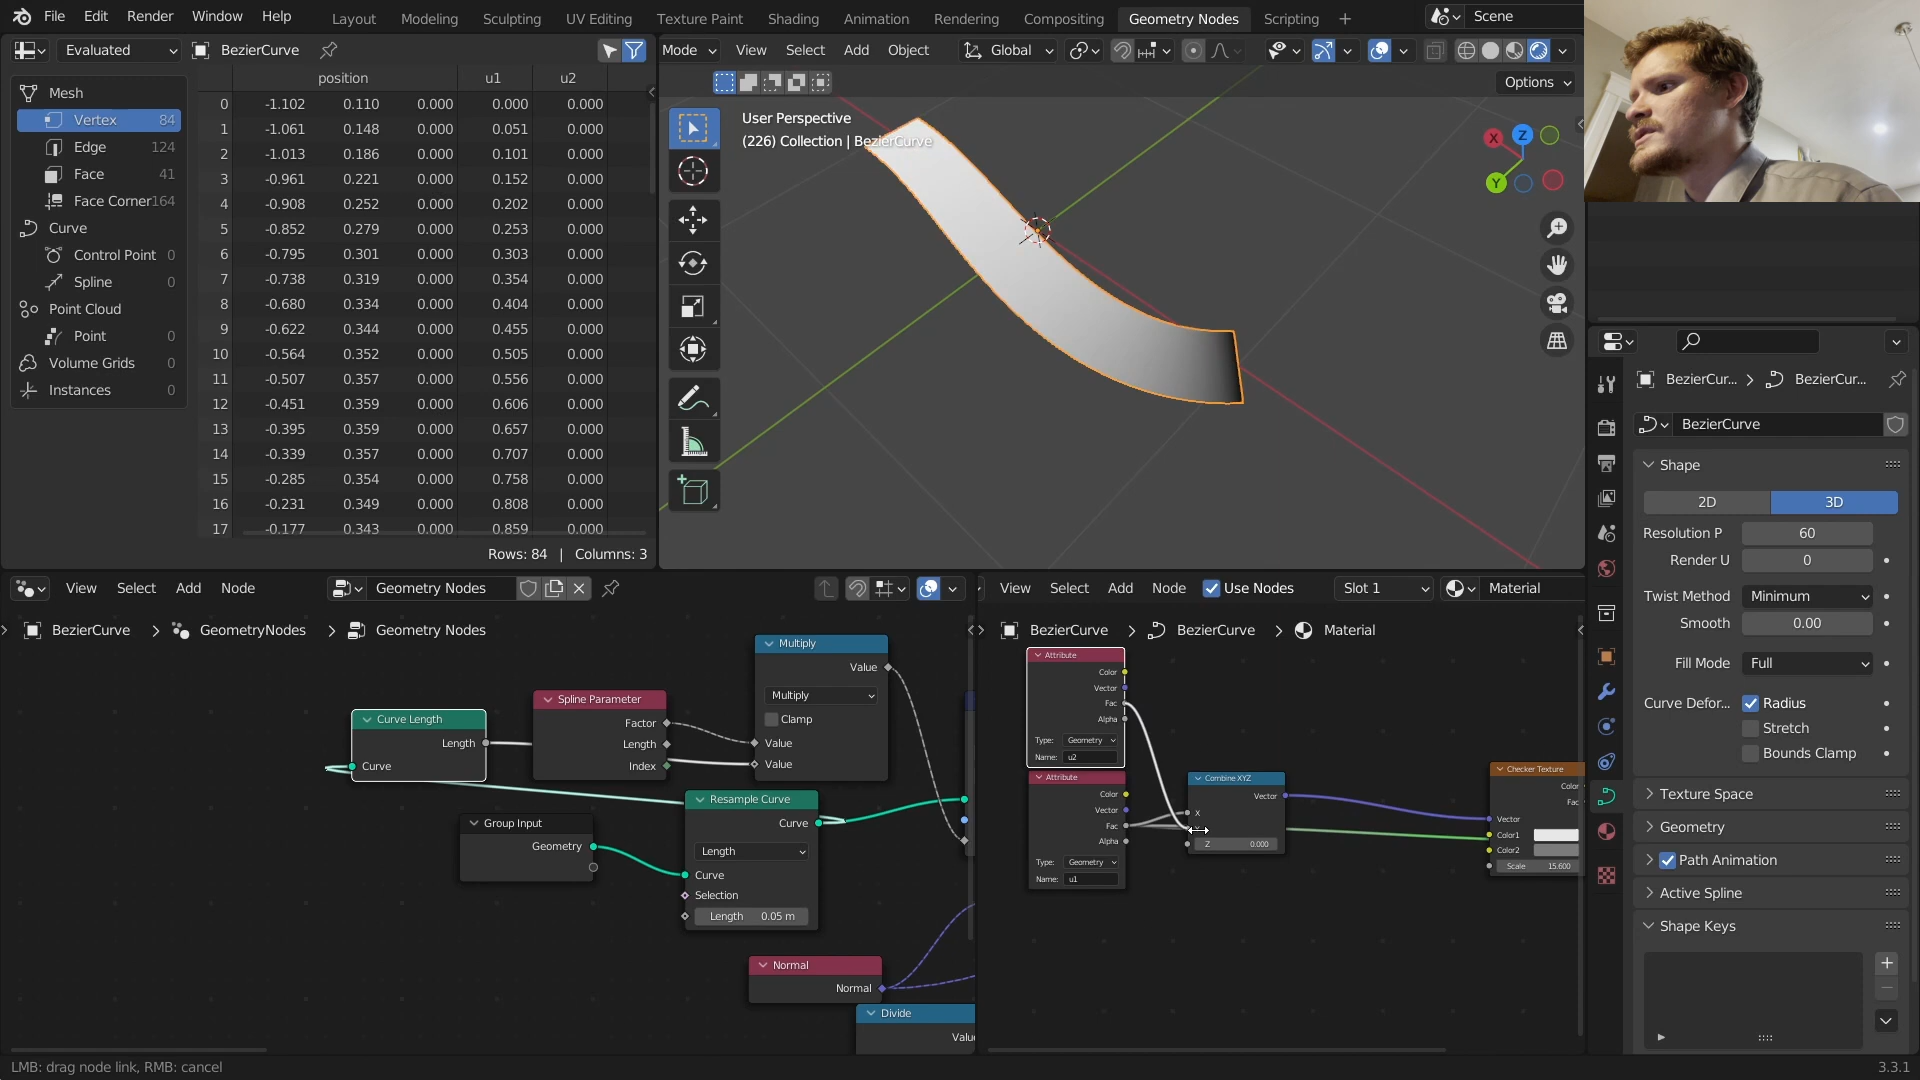 File Edit Render Window Help Layout Modeling Sculpting UV Editing Texture Paint Shading Animation Rendering Compositing Geometry Nodes Scripting + Scene
Evaluated BezierCurve
Mode View Select Add Object Global
Options
position u1 u2
Mesh
Vertex 84
Edge 124
Face 41
Face Corner 164
Curve
Control Point 0
Spline 0
Point Cloud
Point 0
Volume Grids
Instances 0
0 -1.102 0.110 0.000 0.000 0.000
1 -1.061 0.148 0.000 0.051 0.000
2 -1.013 0.186 0.000 0.101 0.000
3 -0.961 0.221 0.000 0.152 0.000
4 -0.908 0.252 0.000 0.202 0.000
5 -0.852 0.279 0.000 0.253 0.000
6 -0.795 0.301 0.000 0.303 0.000
7 -0.738 0.319 0.000 0.354 0.000
8 -0.680 0.334 0.000 0.404 0.000
9 -0.622 0.344 0.000 0.455 0.000
10 -0.564 0.352 0.000 0.505 0.000
11 -0.507 0.357 0.000 0.556 0.000
12 -0.451 0.359 0.000 0.606 0.000
13 -0.395 0.359 0.000 0.657 0.000
14 -0.339 0.357 0.000 0.707 0.000
15 -0.285 0.354 0.000 0.758 0.000
16 -0.231 0.349 0.000 0.808 0.000
17 -0.177 0.343 0.000 0.859 0.000
Rows: 84 | Columns: 3
User Perspective
(226) Collection | BezierCurve
X Z Y
View Select Add Node Geometry Nodes
BezierCurve > GeometryNodes > Geometry Nodes
Multiply
Value
Multiply
Clamp
Value
Value
Spline Parameter
Factor
Length
Index
Curve Length
Length
Curve
Resample Curve
Curve
Length
Curve
Selection
Length 0.05 m
Group Input
Geometry
Normal
Normal
Divide
View Select Add Node Use Nodes Slot 1 Material
BezierCurve > BezierCurve > Material
Attribute
Color
Vector
Fac
Alpha
Type: Geometry
Name: u2
Attribute
Color
Vector
Fac
Alpha
Type: Geometry
Name: u1
Combine XYZ
Vector
X
Z 0.000
Checker Texture
Vector
Color1
Color2
Scale 15.600
BezierCur... > BezierCur...
BezierCurve
Shape
2D 3D
Resolution P 60
Render U 0
Twist Method Minimum
Smooth 0.00
Fill Mode Full
Curve Defor... Radius
Stretch
Bounds Clamp
Texture Space
Geometry
Path Animation
Active Spline
Shape Keys
LMB: drag node link, RMB: cancel
3.3.1